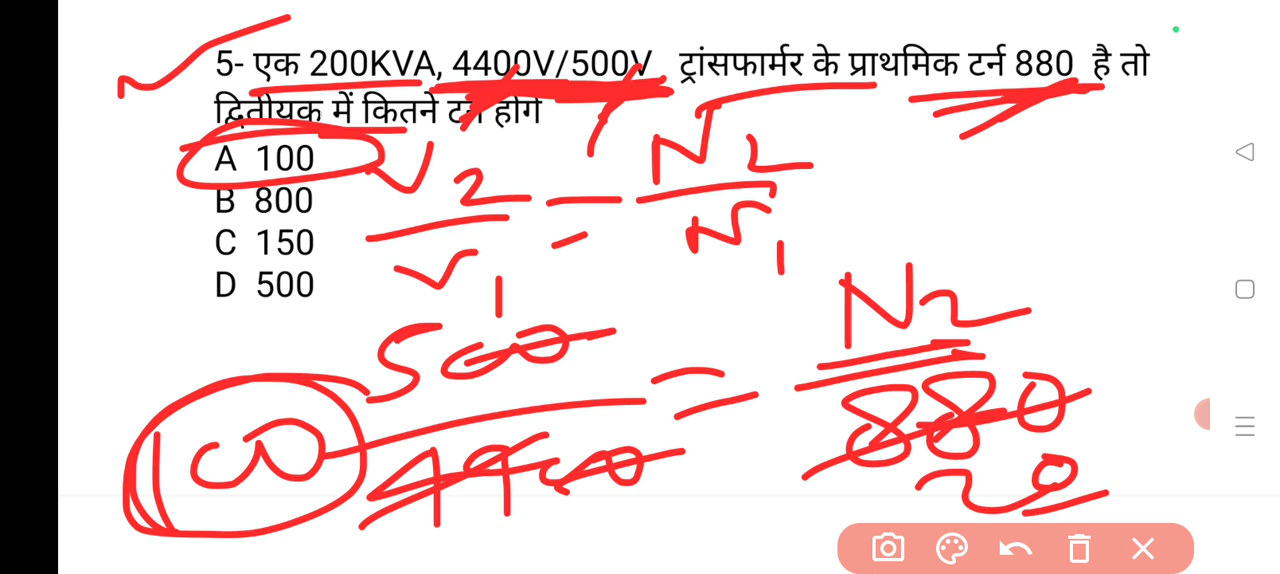 5- एक 200KVA, 4400V/500V ट्रांसफार्मर के प्राथमिक टर्न 880 है तो
द्वितीयक में कितने टर्न होगे
A 100
B 800
C 150
D 500
V2/V1 = N2/N1
500/4400 = N2/880
20
100